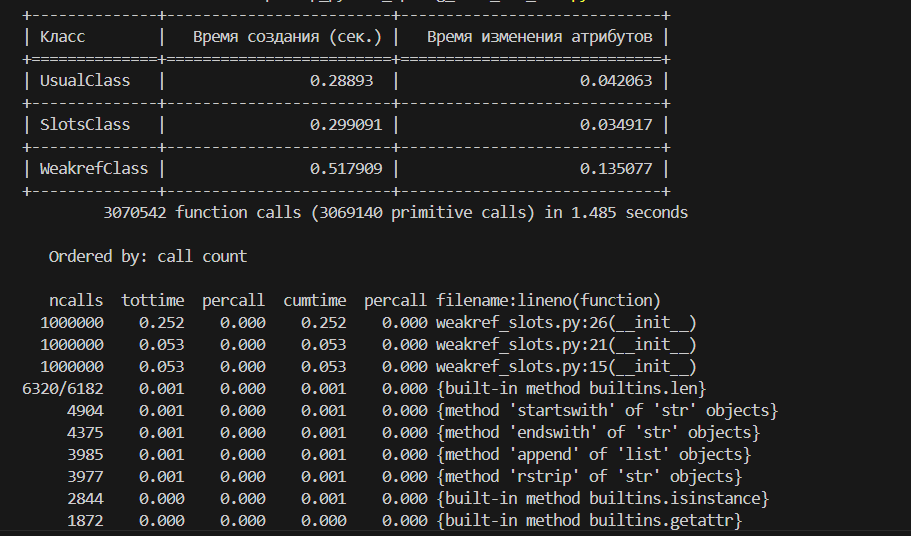 +--------------+------------------------+----------------------------+
| Класс        |   Время создания (сек.) |   Время изменения атрибутов |
+==============+=========================+=============================+
| UsualClass   |                0.28893  |                    0.042063 |
+--------------+-------------------------+-----------------------------+
| SlotsClass   |                0.299091 |                    0.034917 |
+--------------+-------------------------+-----------------------------+
| WeakrefClass |                0.517909 |                    0.135077 |
+--------------+-------------------------+-----------------------------+
3070542 function calls (3069140 primitive calls) in 1.485 seconds
Ordered by: call count
ncalls  tottime  percall  cumtime  percall filename:lineno(function)
1000000    0.252    0.000    0.252    0.000 weakref_slots.py:26(__init__)
1000000    0.053    0.000    0.053    0.000 weakref_slots.py:21(__init__)
1000000    0.053    0.000    0.053    0.000 weakref_slots.py:15(__init__)
6320/6182    0.001    0.000    0.001    0.000 {built-in method builtins.len}
4904    0.001    0.000    0.001    0.000 {method 'startswith' of 'str' objects}
4375    0.001    0.000    0.001    0.000 {method 'endswith' of 'str' objects}
3985    0.001    0.000    0.001    0.000 {method 'append' of 'list' objects}
3977    0.001    0.000    0.001    0.000 {method 'rstrip' of 'str' objects}
2844    0.000    0.000    0.001    0.000 {built-in method builtins.isinstance}
1872    0.000    0.000    0.000    0.000 {built-in method builtins.getattr}